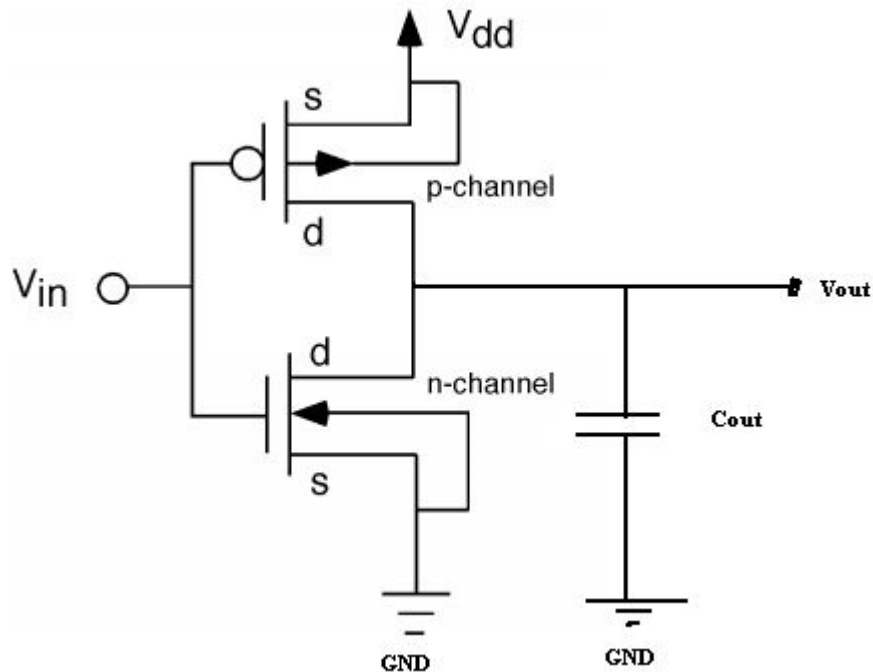 Vdd
s
p-channel
d
Vin
Vout
d
n-channel
Cout
s
GND
GND